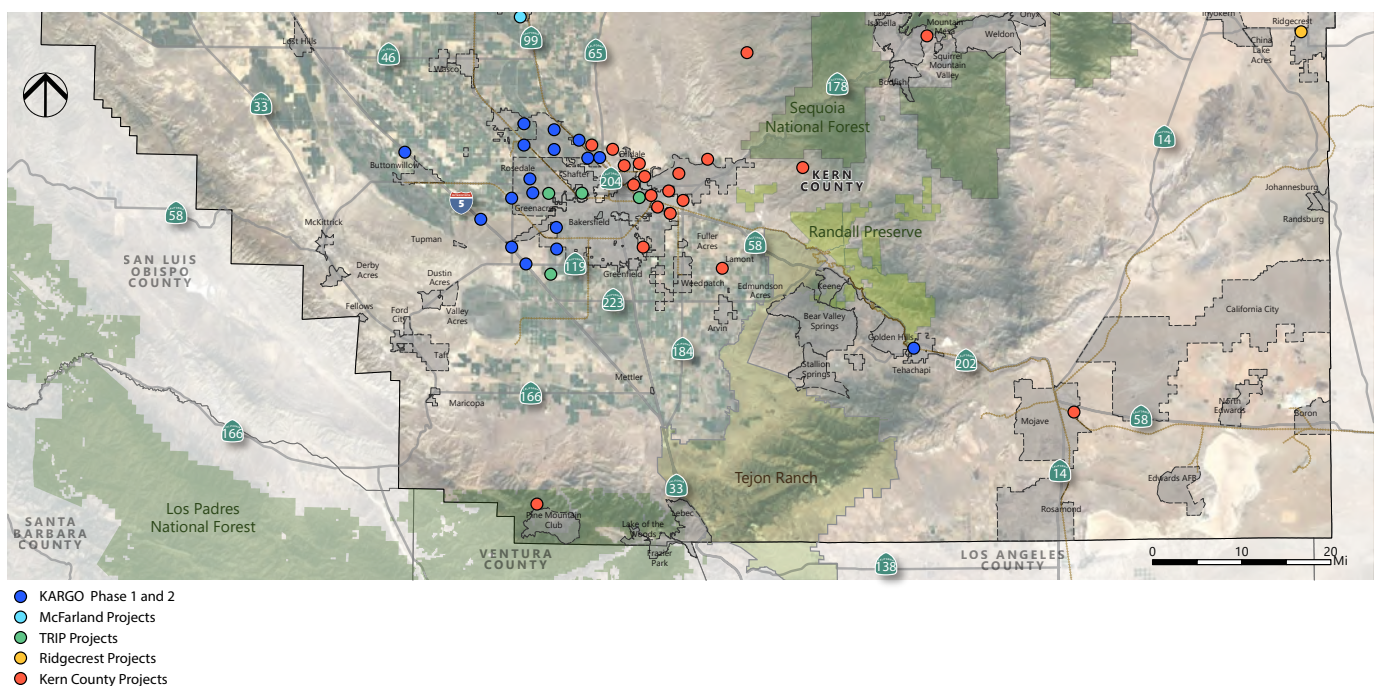 Lake
Isabella
Mountain
Mesa
Onyx
Weldon
Squirrel
Mountain
Valley
Bodfish
Inyokern
Ridgecrest
China
Lake
Acres
Lost Hills
Wasco
46
99
65
33
178
14
Sequoia
National Forest
Buttonwillow
Rosedale
Shafter
Oildale
204
KERN
COUNTY
Johannesburg
Randsburg
5
58
McKittrick
Greenacres
Bakersfield
Tupman
Fuller
Acres
58
Randall Preserve
SAN LUIS
OBISPO
COUNTY
Derby
Acres
Dustin
Acres
119
Greenfield
Lamont
Weedpatch
Edmundson
Acres
Keene
Fellows
Ford
City
Valley
Acres
223
Arvin
Bear Valley
Springs
California City
Golden Hills
Taft
184
Stallion
Springs
Tehachapi
202
Mettler
166
Maricopa
166
Mojave
North
Edwards
58
Boron
Tejon Ranch
14
Edwards AFB
33
Los Padres
National Forest
Pine Mountain
Club
Lebec
Rosamond
SANTA
BARBARA
COUNTY
Lake of the
Woods
Frazier
Park
VENTURA
COUNTY
138
LOS ANGELES
COUNTY
0 10 20
Mi
KARGO Phase 1 and 2
McFarland Projects
TRIP Projects
Ridgecrest Projects
Kern County Projects